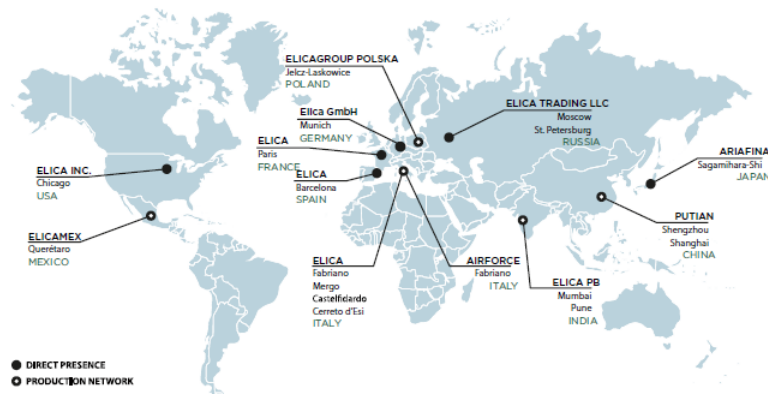 ELICAGROUP POLSKA
Jelcz-Laskowice
POLAND
Elica GmbH
Munich
GERMANY
ELICA
Paris
FRANCE
ELICA
Barcelona
SPAIN
ELICA TRADING LLC
Moscow
St. Petersburg
RUSSIA
ARIAFINA
Sagamihara-Shi
JAPAN
ELICA INC.
Chicago
USA
ELICAMEX
Querétaro
MEXICO
ELICA
Fabriano
Mergo
Castelfidardo
Cerreto d'Esi
ITALY
AIRFORCE
Fabriano
ITALY
ELICA PB
Mumbai
Pune
INDIA
PUTIAN
Shengzhou
Shanghai
CHINA
DIRECT PRESENCE
PRODUCTION NETWORK